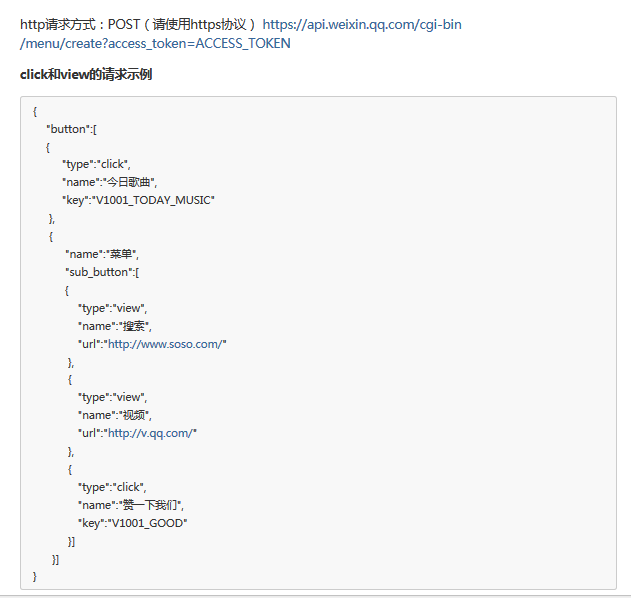 http请求方式：POST（请使用https协议） https://api.weixin.qq.com/cgi-bin
/menu/create?access_token=ACCESS_TOKEN
click和view的请求示例
{
"button":[
{
"type":"click",
"name":"今日歌曲",
"key":"V1001_TODAY_MUSIC"
},
{
"name":"菜单",
"sub_button":[
{
"type":"view",
"name":"搜索",
"url":"http://www.soso.com/"
},
{
"type":"view",
"name":"视频",
"url":"http://v.qq.com/"
},
{
"type":"click",
"name":"赞一下我们",
"key":"V1001_GOOD"
}]
}]
}